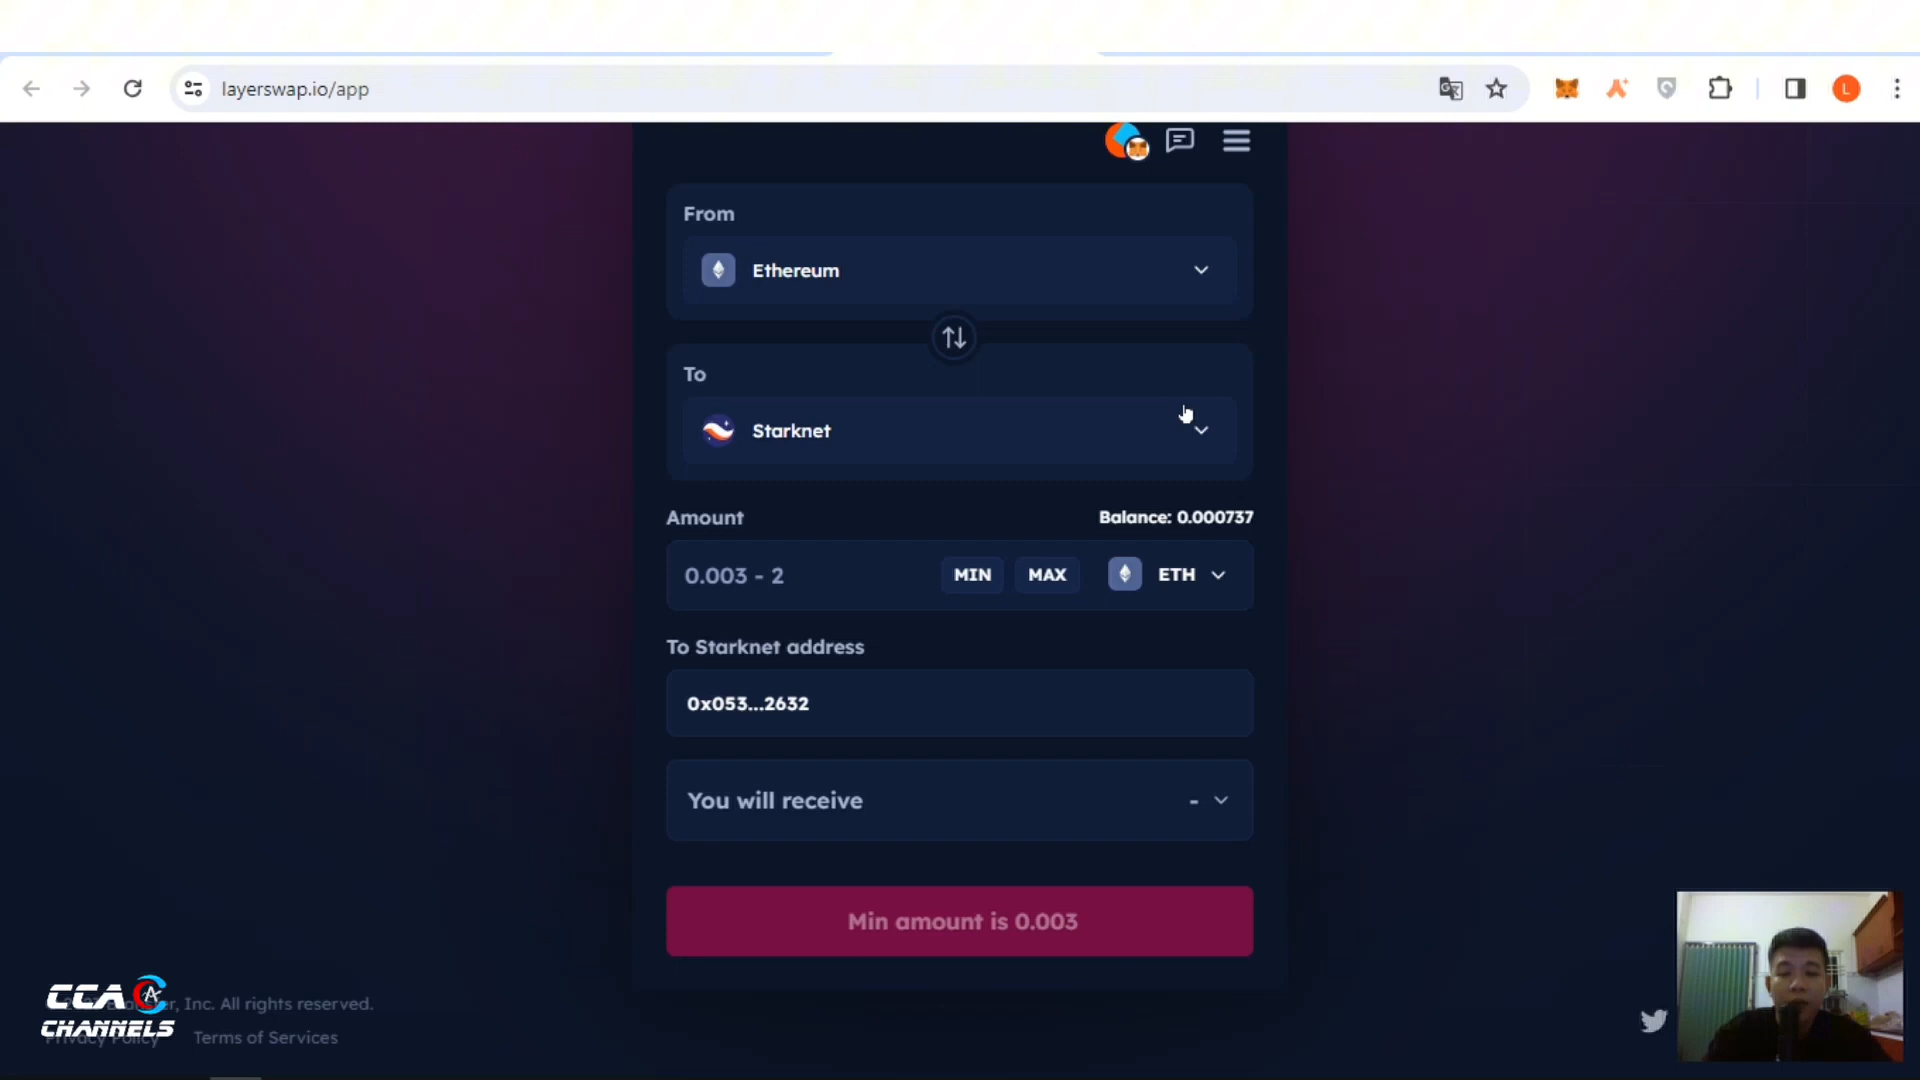 layerswap.io/app
L
From
Ethereum
To
Starknet
Amount
Balance: 0.000737
0.003 - 2
MIN
MAX
ETH
To Starknet address
0x053...2632
You will receive
-
Min amount is 0.003
CCA
CHANNELS
r, Inc. All rights reserved.
Privacy Policy
Terms of Services